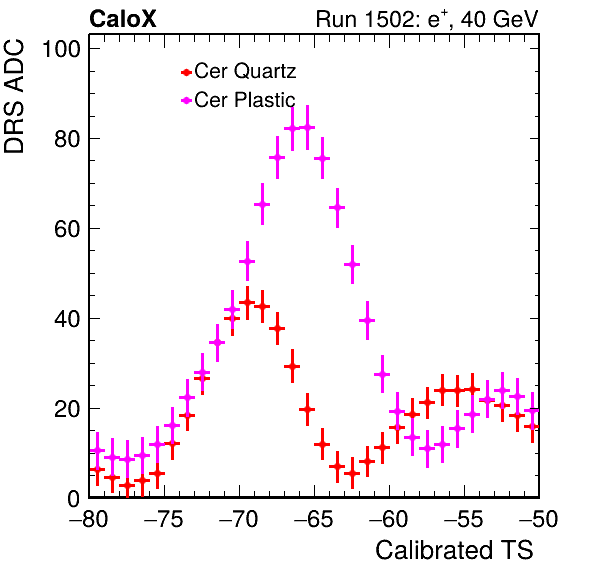 CaloX Run 1502: e⁺, 40 GeV
DRS ADC
100
80
60
40
20
0
Cer Quartz
Cer Plastic
−80 −75 −70 −65 −60 −55 −50
Calibrated TS